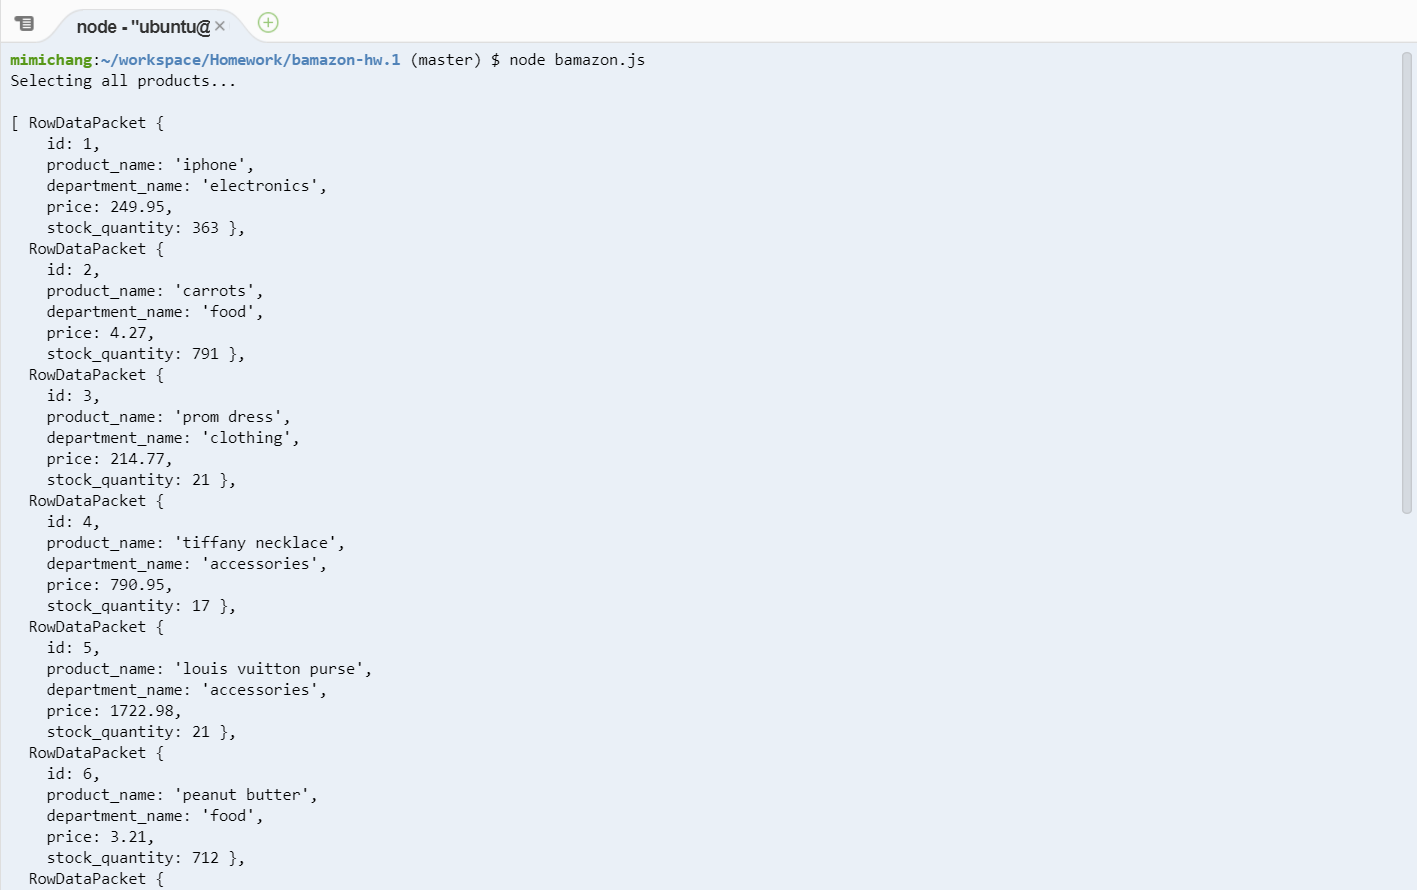 node - "ubuntu@
mimichang:~/workspace/Homework/bamazon-hw.1 (master) $ node bamazon.js
Selecting all products...
[ RowDataPacket {
    id: 1,
    product_name: 'iphone',
    department_name: 'electronics',
    price: 249.95,
    stock_quantity: 363 },
  RowDataPacket {
    id: 2,
    product_name: 'carrots',
    department_name: 'food',
    price: 4.27,
    stock_quantity: 791 },
  RowDataPacket {
    id: 3,
    product_name: 'prom dress',
    department_name: 'clothing',
    price: 214.77,
    stock_quantity: 21 },
  RowDataPacket {
    id: 4,
    product_name: 'tiffany necklace',
    department_name: 'accessories',
    price: 790.95,
    stock_quantity: 17 },
  RowDataPacket {
    id: 5,
    product_name: 'louis vuitton purse',
    department_name: 'accessories',
    price: 1722.98,
    stock_quantity: 21 },
  RowDataPacket {
    id: 6,
    product_name: 'peanut butter',
    department_name: 'food',
    price: 3.21,
    stock_quantity: 712 },
  RowDataPacket {